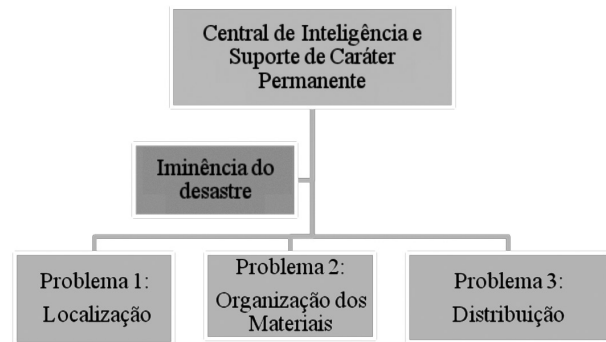 Central de Inteligência e
Suporte de Caráter
Permanente
Iminência do
desastre
Problema 1:
Localização
Problema 2:
Organização dos
Materiais
Problema 3:
Distribuição